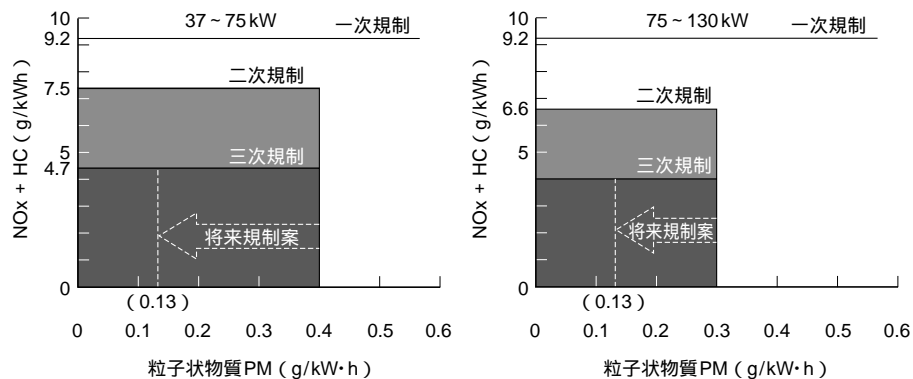 NOx + HC（g/kWh）
37~75kW
一次規制
10
9.2
二次規制
7.5
5
三次規制
4.7
将来規制案
0
（0.13）
0 0.1 0.2 0.3 0.4 0.5 0.6
粒子状物質PM（g/kW･h）
NOx + HC（g/kWh）
75~130kW
一次規制
10
9.2
二次規制
6.6
5
三次規制
将来規制案
0
（0.13）
0 0.1 0.2 0.3 0.4 0.5 0.6
粒子状物質PM（g/kW･h）